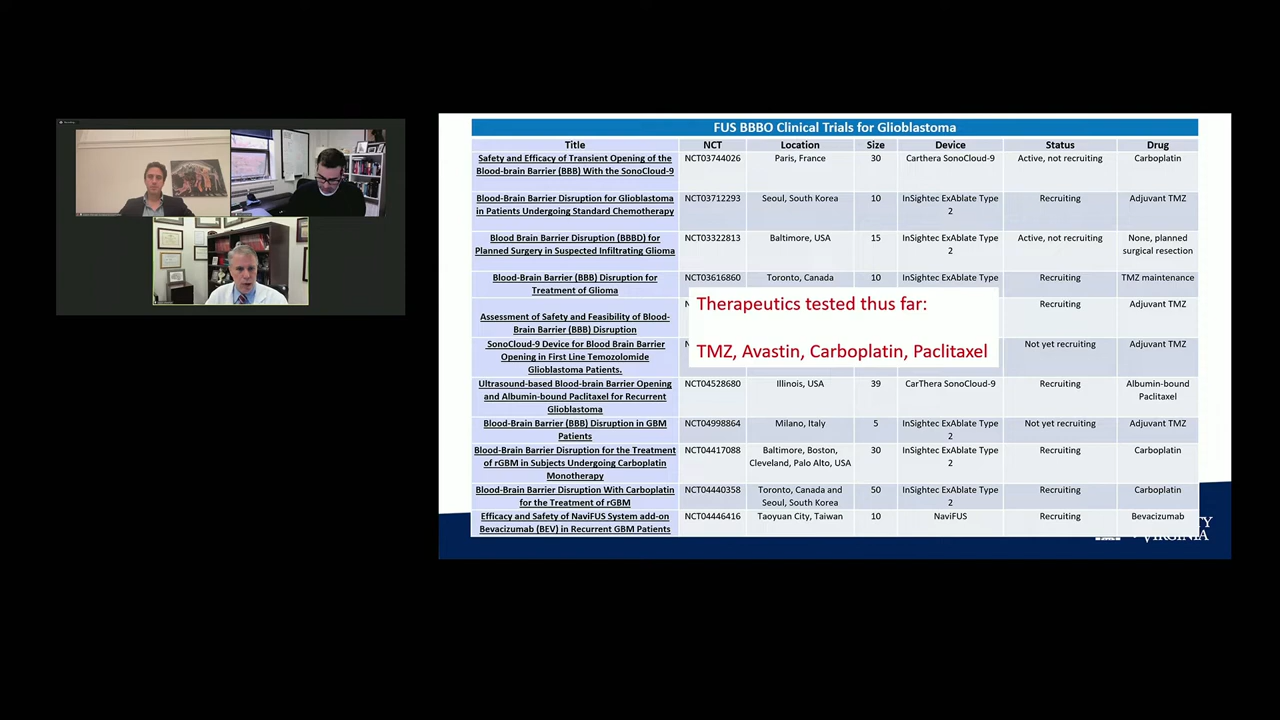 FUS BBBO Clinical Trials for Glioblastoma
Title NCT Location Size Device Status Drug
Safety and Efficacy of Transient Opening of the Blood-brain Barrier (BBB) With the SonoCloud-9 NCT03744026 Paris, France 30 Carthera SonoCloud-9 Active, not recruiting Carboplatin
Blood-Brain Barrier Disruption for Glioblastoma in Patients Undergoing Standard Chemotherapy NCT03712293 Seoul, South Korea 10 InSightec ExAblate Type 2 Recruiting Adjuvant TMZ
Blood Brain Barrier Disruption (BBBD) for Planned Surgery in Suspected Infiltrating Glioma NCT03322813 Baltimore, USA 15 InSightec ExAblate Type 2 Active, not recruiting None, planned surgical resection
Blood-Brain Barrier (BBB) Disruption for Treatment of Glioma NCT03616860 Toronto, Canada 10 InSightec ExAblate Type Recruiting TMZ maintenance
Assessment of Safety and Feasibility of Blood-Brain Barrier (BBB) Disruption N Recruiting Adjuvant TMZ
SonoCloud-9 Device for Blood Brain Barrier Opening in First Line Temozolomide Glioblastoma Patients. N Not yet recruiting Adjuvant TMZ
Therapeutics tested thus far:
TMZ, Avastin, Carboplatin, Paclitaxel
Ultrasound-based Blood-brain Barrier Opening and Albumin-bound Paclitaxel for Recurrent Glioblastoma NCT04528680 Illinois, USA 39 CarThera SonoCloud-9 Recruiting Albumin-bound Paclitaxel
Blood-Brain Barrier (BBB) Disruption in GBM Patients NCT04998864 Milano, Italy 5 InSightec ExAblate Type 2 Not yet recruiting Adjuvant TMZ
Blood-Brain Barrier Disruption for the Treatment of rGBM in Subjects Undergoing Carboplatin Monotherapy NCT04417088 Baltimore, Boston, Cleveland, Palo Alto, USA 30 InSightec ExAblate Type 2 Recruiting Carboplatin
Blood-Brain Barrier Disruption With Carboplatin for the Treatment of rGBM NCT04440358 Toronto, Canada and Seoul, South Korea 50 InSightec ExAblate Type 2 Recruiting Carboplatin
Efficacy and Safety of NaviFUS System add-on Bevacizumab (BEV) in Recurrent GBM Patients NCT04446416 Taoyuan City, Taiwan 10 NaviFUS Recruiting Bevacizumab